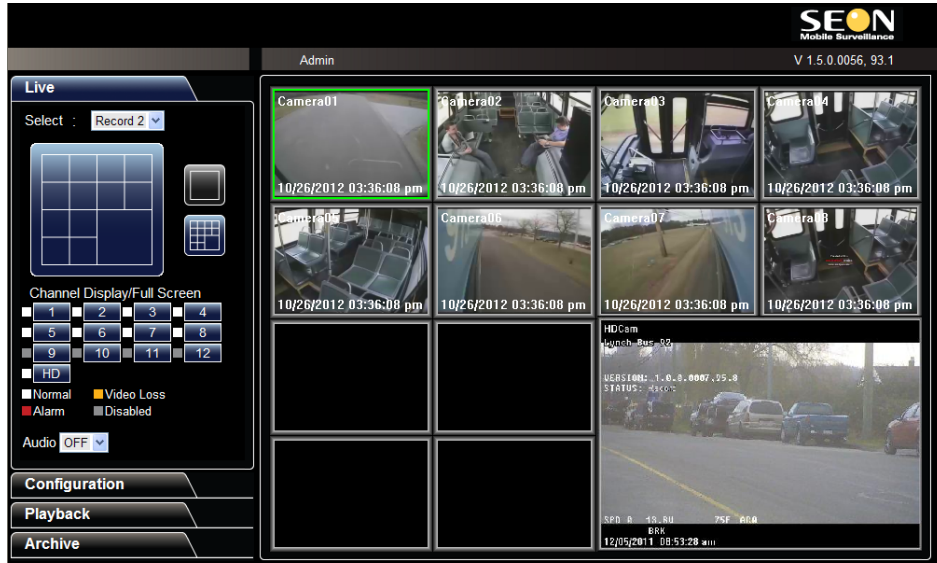 SEON
Mobile Surveillance
Admin
V 1.5.0.0056, 93.1
Live
Select : Record 2
Channel Display/Full Screen
1 2 3 4
5 6 7 8
9 10 11 12
HD
Normal Video Loss
Alarm Disabled
Audio OFF
Configuration
Playback
Archive
Camera01
10/26/2012 03:36:08 pm
Camera02
10/26/2012 03:36:08 pm
Camera03
10/26/2012 03:36:08 pm
Camera04
10/26/2012 03:36:08 pm
Camera05
10/26/2012 03:36:08 pm
Camera06
10/26/2012 03:36:08 pm
Camera07
10/26/2012 03:36:08 pm
Camera08
10/26/2012 03:36:08 pm
HDCam
Lynch Bus
VERSION:
STATUS:
SPD 0
BRK
12/05/2011 08:53:28 am